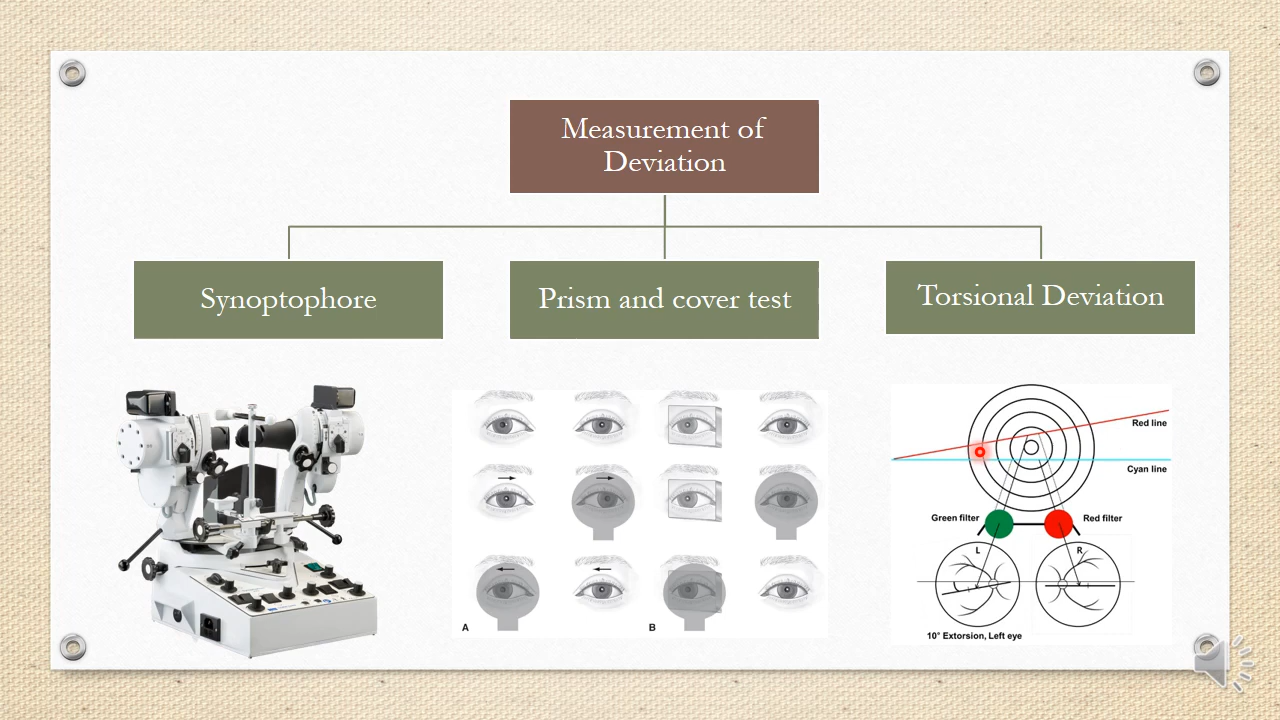 Measurement of
Deviation
Synoptophore
Prism and cover test
Torsional Deviation
Red line
Cyan line
Green filter
Red filter
L
R
A
B
10° Extorsion, Left eye